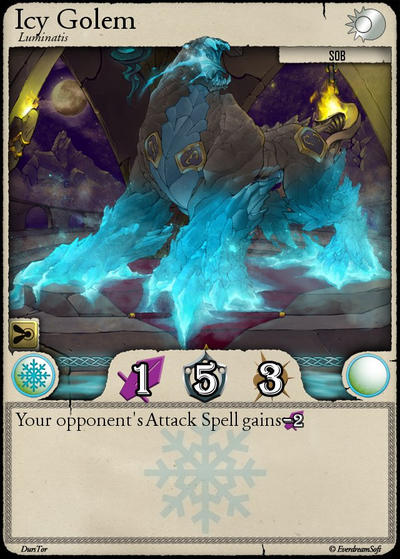 Icy Golem
Luminatis
SOB
1 5 3
Your opponent's Attack Spell gains -2
DursTor
© EverdreamSoft